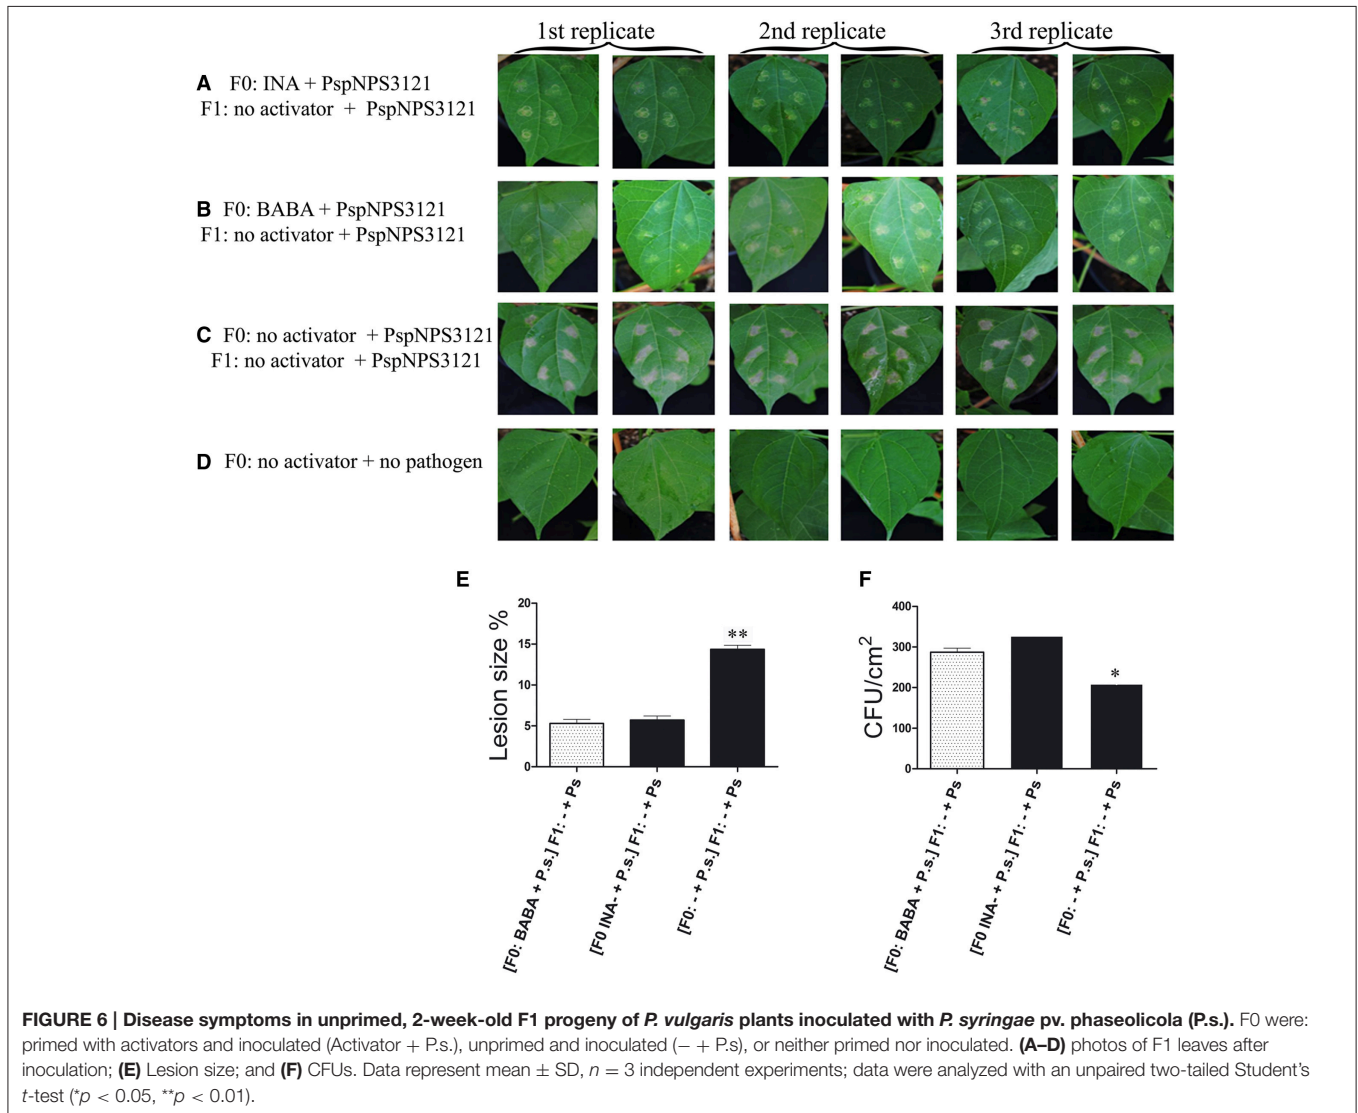 1st replicate 2nd replicate 3rd replicate
A F0: INA + PspNPS3121
F1: no activator + PspNPS3121
B F0: BABA + PspNPS3121
F1: no activator + PspNPS3121
C F0: no activator + PspNPS3121
F1: no activator + PspNPS3121
D F0: no activator + no pathogen
E
Lesion size %
20
15
10
5
0
**
[F0: BABA + P.s.] F1: - + Ps
[F0 INA- + P.s.] F1: - + Ps
[F0: - + P.s.] F1: - + Ps
F
CFU/cm²
400
300
200
100
0
*
[F0: BABA + P.s.] F1: - + Ps
[F0 INA- + P.s.] F1: - + Ps
[F0: - + P.s.] F1: - + Ps
FIGURE 6 | Disease symptoms in unprimed, 2-week-old F1 progeny of P. vulgaris plants inoculated with P. syringae pv. phaseolicola (P.s.). F0 were:
primed with activators and inoculated (Activator + P.s.), unprimed and inoculated (− + P.s), or neither primed nor inoculated. (A–D) photos of F1 leaves after
inoculation; (E) Lesion size; and (F) CFUs. Data represent mean ± SD, n = 3 independent experiments; data were analyzed with an unpaired two-tailed Student's
t-test (*p < 0.05, **p < 0.01).